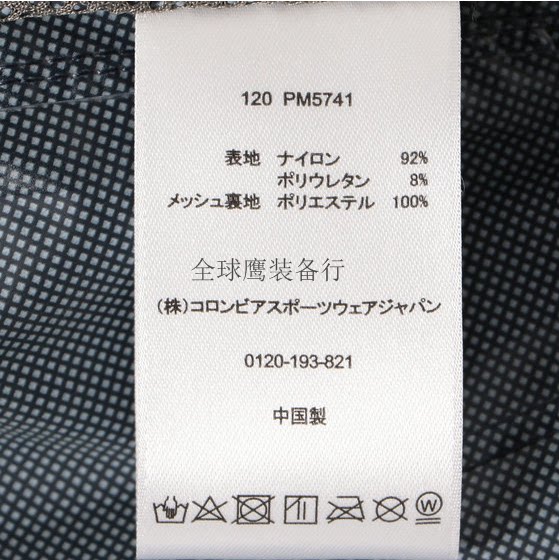 120 PM5741
表地 ナイロン 92%
ポリウレタン 8%
メッシュ裏地 ポリエステル 100%
全球鹰装备行
(株)コロンビアスポーツウェアジャパン
0120-193-821
中国製
W